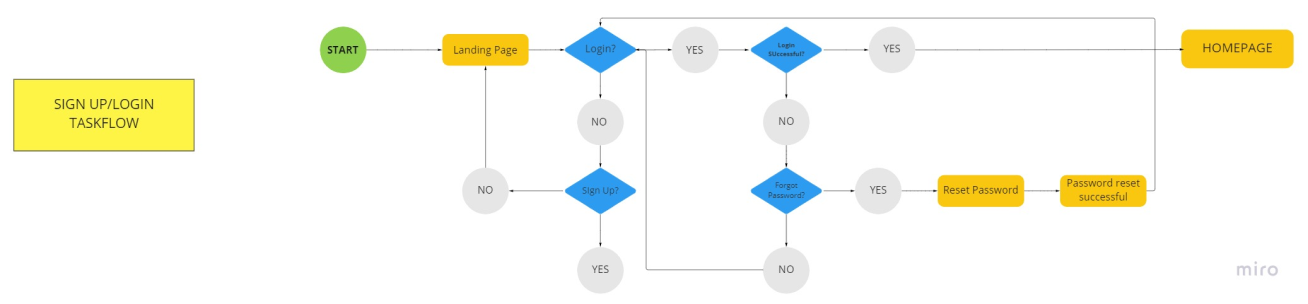 START
Landing Page
Login?
YES
Login
SUccessful?
YES
HOMEPAGE
SIGN UP/LOGIN
TASKFLOW
NO
NO
NO
Sign Up?
Forgot
Password?
YES
Reset Password
Password reset
successful
YES
NO
miro